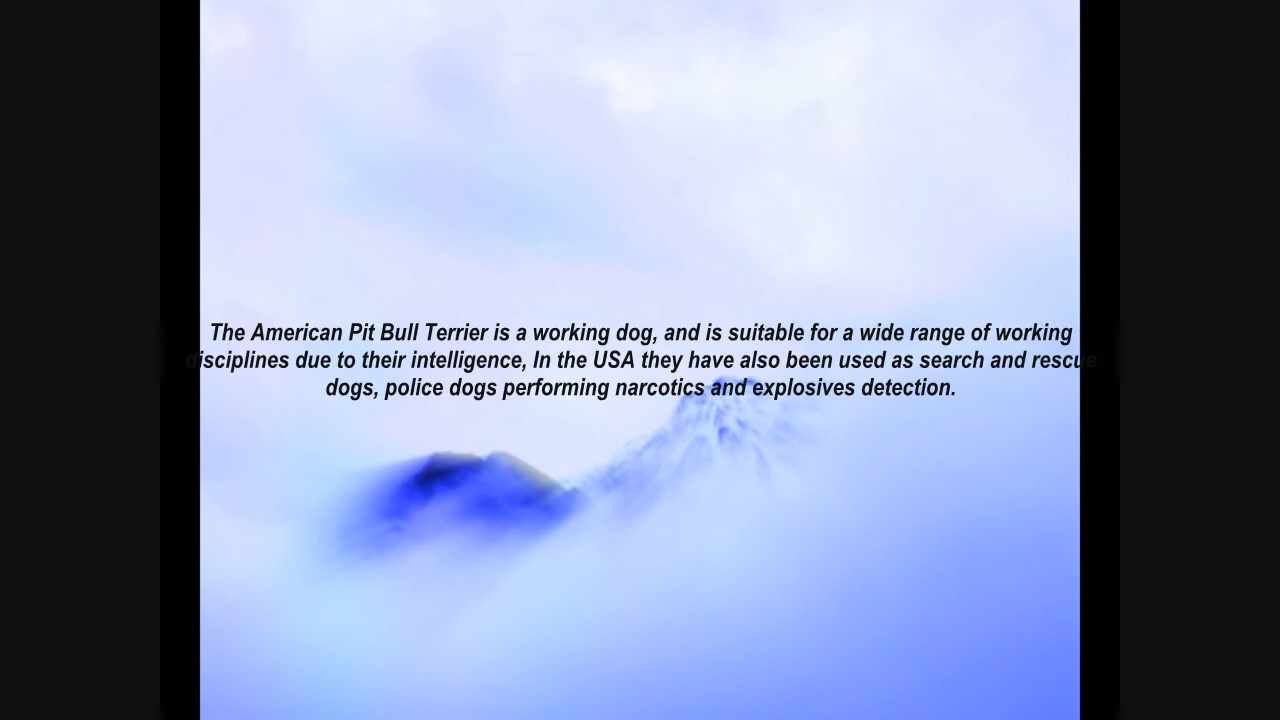 The American Pit Bull Terrier is a working dog, and is suitable for a wide range of working
disciplines due to their intelligence, In the USA they have also been used as search and rescue
dogs, police dogs performing narcotics and explosives detection.